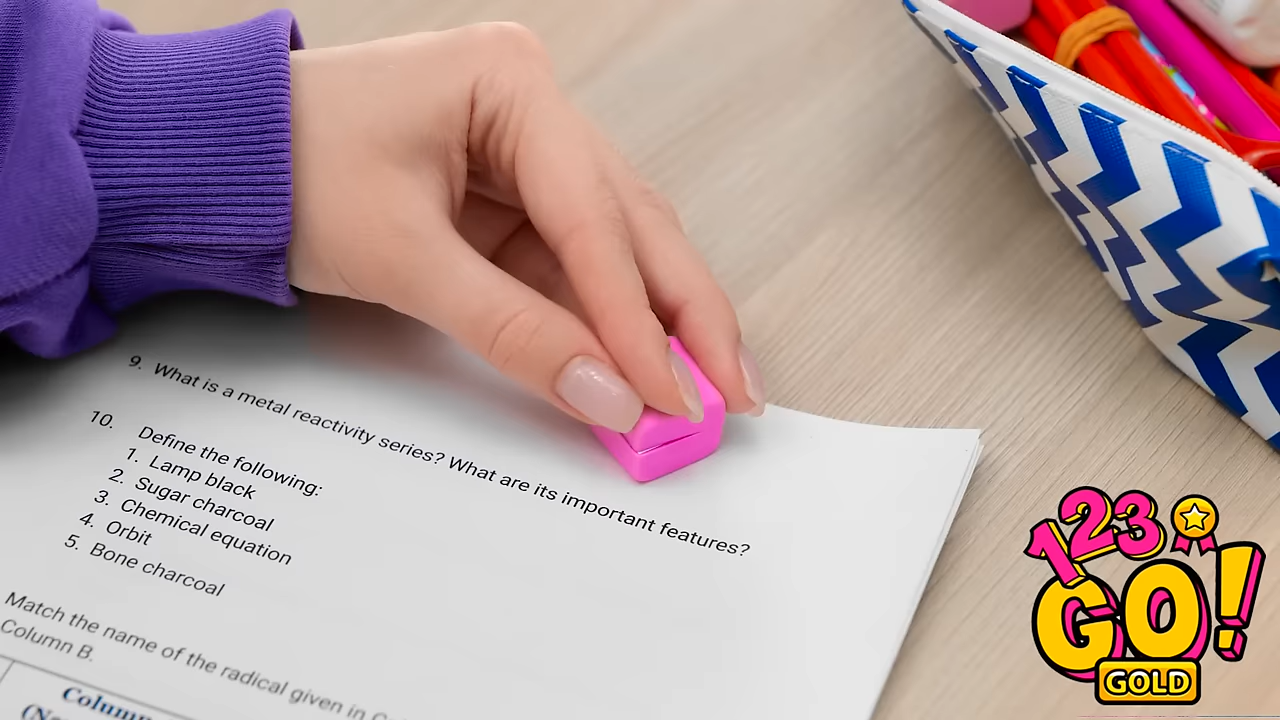 9. What is a metal reactivity series? What are its important features?
10. Define the following:
1. Lamp black
2. Sugar charcoal
3. Chemical equation
4. Orbit
5. Bone charcoal
Match the name of the radical given in
Column B.
Column
123
GO!
GOLD